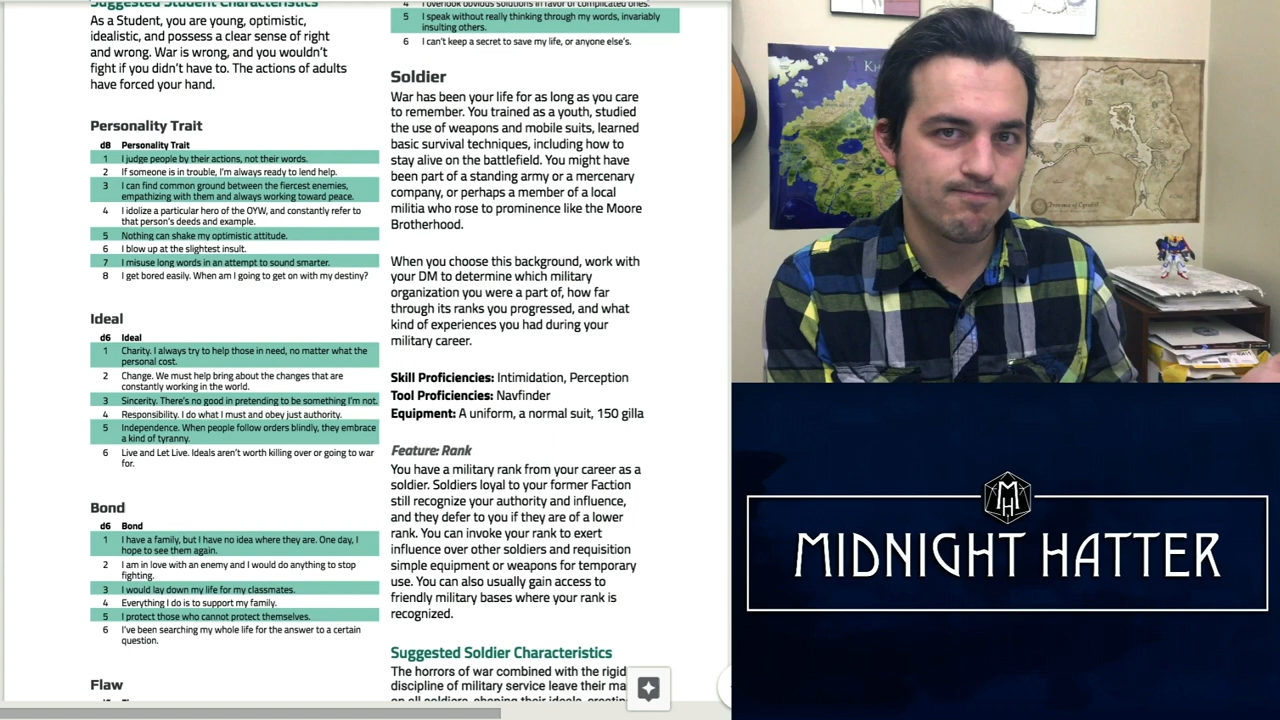 Suggested Student Characteristics
As a Student, you are young, optimistic,
idealistic, and possess a clear sense of right
and wrong. War is wrong, and you wouldn't
fight if you didn't have to. The actions of adults
have forced your hand.
Personality Trait
d8 Personality Trait
1 I judge people by their actions, not their words.
2 If someone is in trouble, I'm always ready to lend help.
3 I can find common ground between the fiercest enemies,
empathizing with them and always working toward peace.
4 I idolize a particular hero of the OYW, and constantly refer to
that person's deeds and example.
5 Nothing can shake my optimistic attitude.
6 I blow up at the slightest insult.
7 I misuse long words in an attempt to sound smarter.
8 I get bored easily. When am I going to get on with my destiny?
Ideal
d6 Ideal
1 Charity. I always try to help those in need, no matter what the
personal cost.
2 Change. We must help bring about the changes that are
constantly working in the world.
3 Sincerity. There's no good in pretending to be something I'm not.
4 Responsibility. I do what I must and obey just authority.
5 Independence. When people follow orders blindly, they embrace
a kind of tyranny.
6 Live and Let Live. Ideals aren't worth killing over or going to war
for.
Bond
d6 Bond
1 I have a family, but I have no idea where they are. One day, I
hope to see them again.
2 I am in love with an enemy and I would do anything to stop
fighting.
3 I would lay down my life for my classmates.
4 Everything I do is to support my family.
5 I protect those who cannot protect themselves.
6 I've been searching my whole life for the answer to a certain
question.
Flaw
4 I overlook obvious solutions in favor of complicated ones.
5 I speak without really thinking through my words, invariably
insulting others.
6 I can't keep a secret to save my life, or anyone else's.
Soldier
War has been your life for as long as you care
to remember. You trained as a youth, studied
the use of weapons and mobile suits, learned
basic survival techniques, including how to
stay alive on the battlefield. You might have
been part of a standing army or a mercenary
company, or perhaps a member of a local
militia who rose to prominence like the Moore
Brotherhood.
When you choose this background, work with
your DM to determine which military
organization you were a part of, how far
through its ranks you progressed, and what
kind of experiences you had during your
military career.
Skill Proficiencies: Intimidation, Perception
Tool Proficiencies: Navfinder
Equipment: A uniform, a normal suit, 150 gilla
Feature: Rank
You have a military rank from your career as a
soldier. Soldiers loyal to your former Faction
still recognize your authority and influence,
and they defer to you if they are of a lower
rank. You can invoke your rank to exert
influence over other soldiers and requisition
simple equipment or weapons for temporary
use. You can also usually gain access to
friendly military bases where your rank is
recognized.
Suggested Soldier Characteristics
The horrors of war combined with the rigid
discipline of military service leave their
on all soldiers, shaping their ideals,
MH
MIDNIGHT HATTER